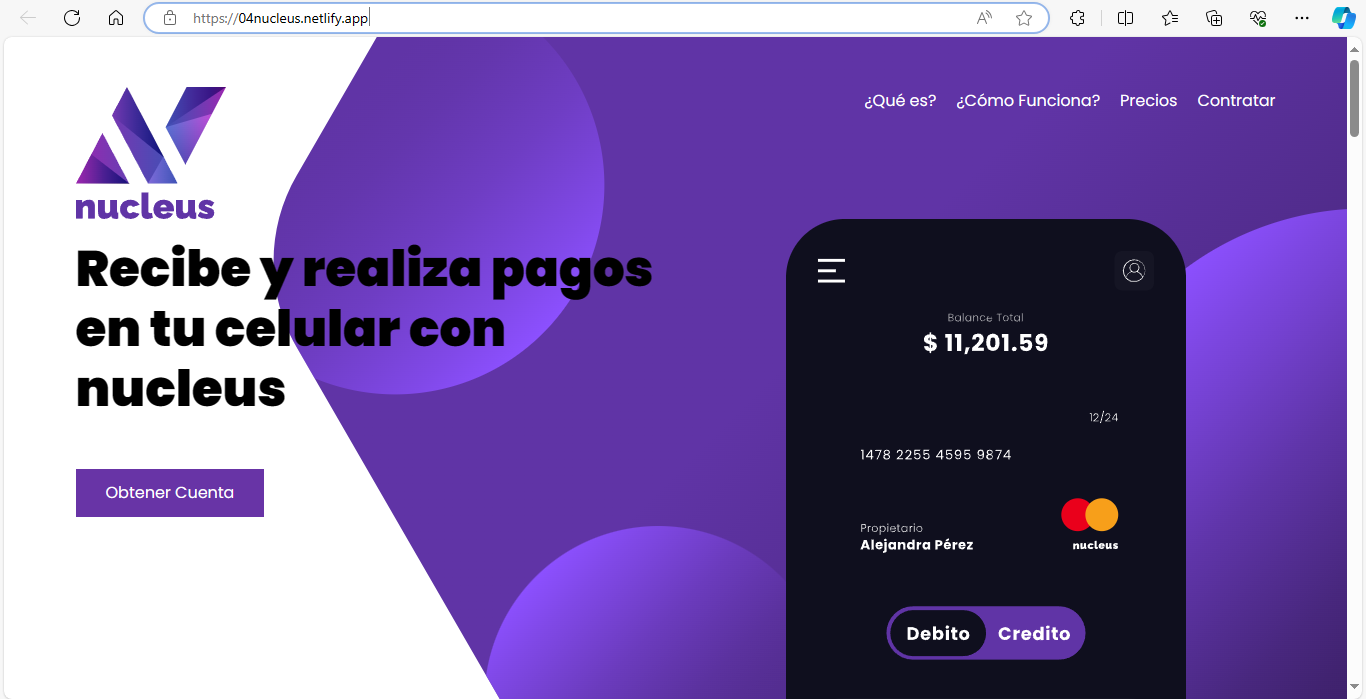 https://04nucleus.netlify.app
nucleus
¿Qué es? ¿Cómo Funciona? Precios Contratar
Recibe y realiza pagos
en tu celular con
nucleus
Obtener Cuenta
Balance Total
$ 11,201.59
12/24
1478 2255 4595 9874
Propietario
Alejandra Pérez
nucleus
Debito Credito